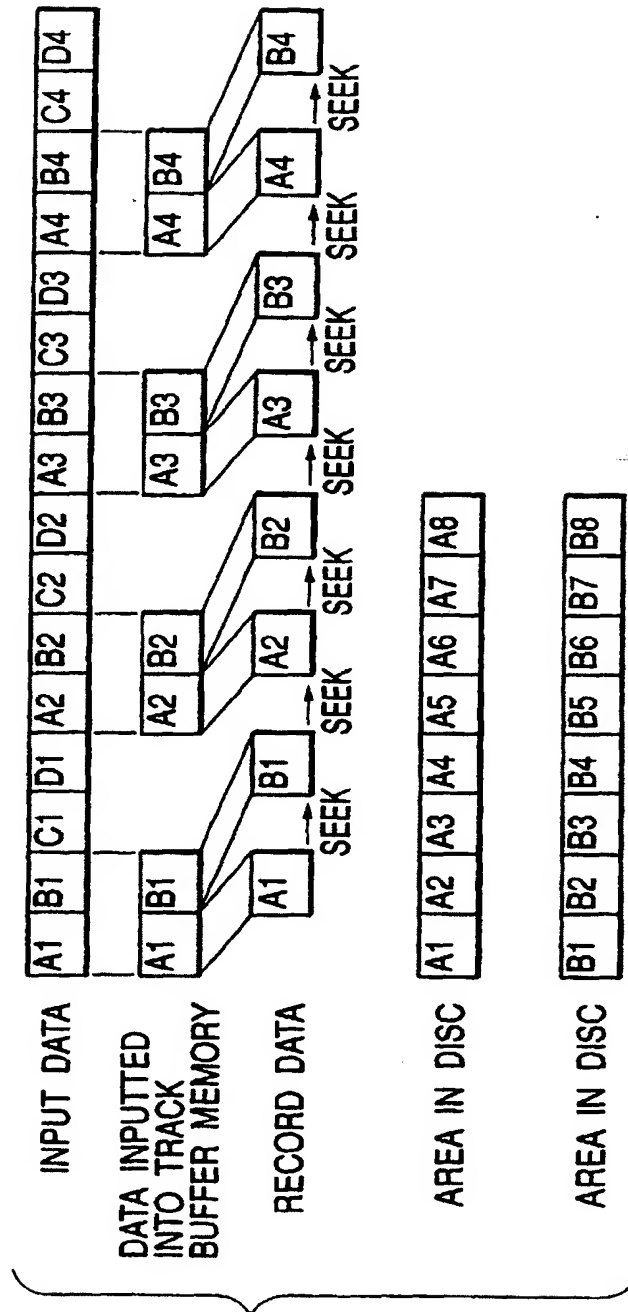 INPUT DATA
A1 B1 C1 D1 A2 B2 C2 D2 A3 B3 C3 D3 A4 B4 C4 D4
DATA INPUTTED
INTO TRACK
BUFFER MEMORY
A1 B1 A2 B2 A3 B3 A4 B4
RECORD DATA
A1 B1 A2 B2 A3 B3 A4 B4
SEEK SEEK SEEK SEEK SEEK SEEK SEEK
AREA IN DISC
A1 A2 A3 A4 A5 A6 A7 A8
AREA IN DISC
B1 B2 B3 B4 B5 B6 B7 B8